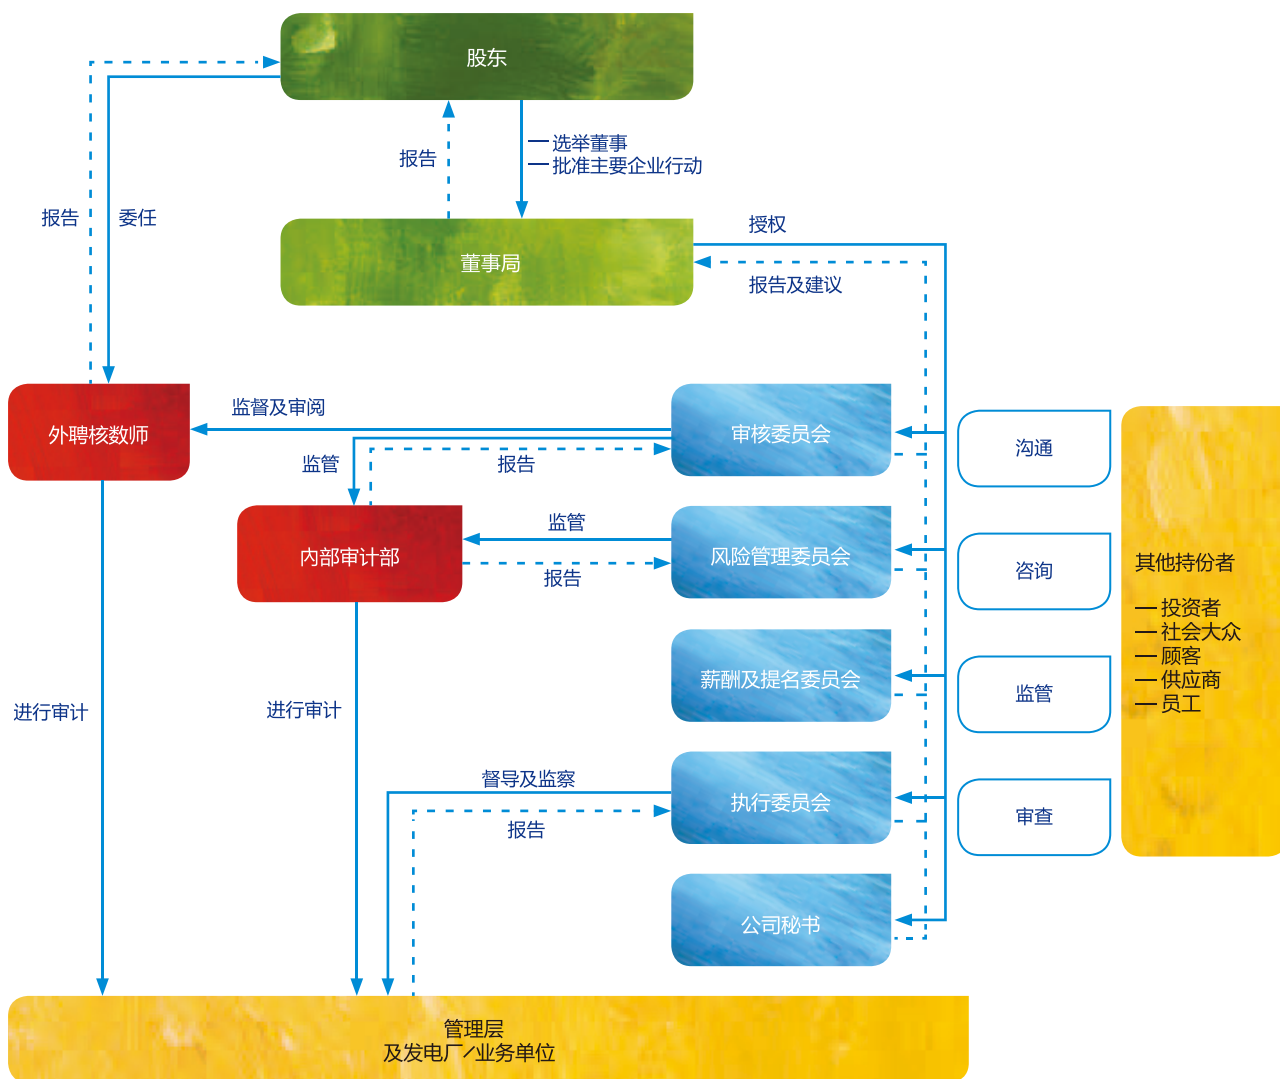 股东
报告
— 选举董事
— 批准主要企业行动
报告
委任
董事局
授权
报告及建议
外聘核数师
监督及审阅
审核委员会
监管
报告
沟通
内部审计部
监管
报告
风险管理委员会
咨询
其他持份者
— 投资者
— 社会大众
— 顾客
— 供应商
— 员工
薪酬及提名委员会
监管
进行审计
进行审计
督导及监察
报告
执行委员会
审查
公司秘书
管理层
及发电厂／业务单位